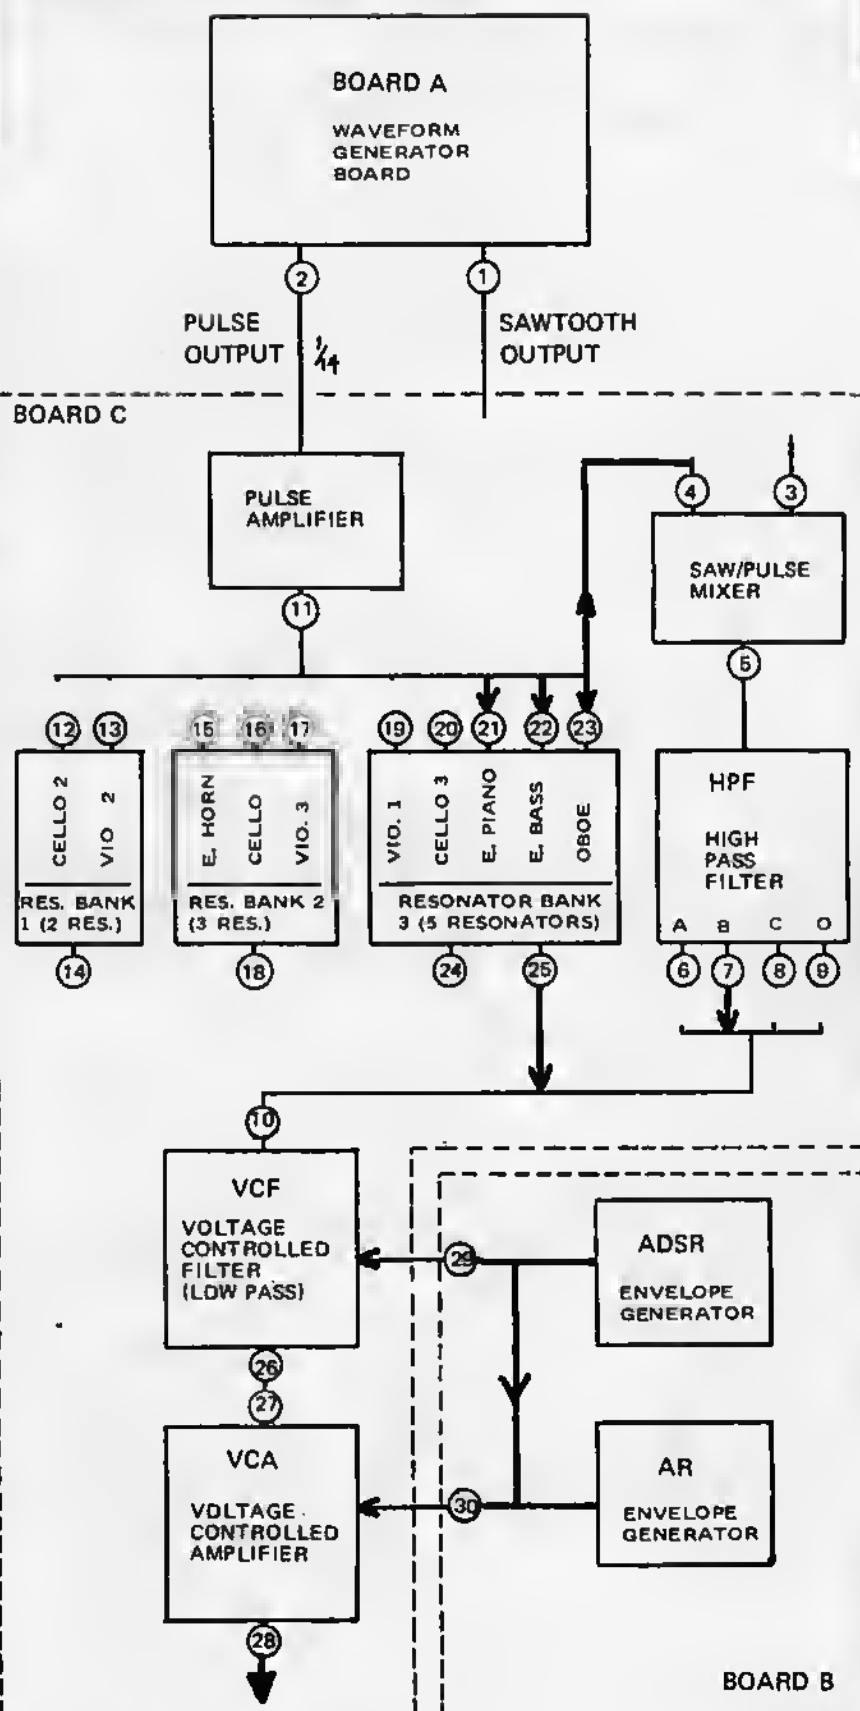 BOARD A
WAVEFORM
GENERATOR
BOARD
2
1
PULSE
OUTPUT
1/14
SAWTOOTH
OUTPUT
BOARD C
PULSE
AMPLIFIER
4
3
SAW/PULSE
MIXER
11
5
12
13
15
16
17
19
20
21
22
23
CELLO 2
VIO 2
E. HORN
CELLO
VIO. 3
VIO. 1
CELLO 3
E. PIANO
E. BASS
OBOE
HPF
HIGH
PASS
FILTER
RES. BANK
1 (2 RES.)
RES. BANK 2
(3 RES.)
RESONATOR BANK
3 (5 RESONATORS)
A B C O
14
18
24
25
6
7
8
9
10
VCF
VOLTAGE
CONTROLLED
FILTER
(LOW PASS)
29
ADSR
ENVELOPE
GENERATOR
26
27
VCA
VOLTAGE
CONTROLLED
AMPLIFIER
30
AR
ENVELOPE
GENERATOR
28
BOARD B